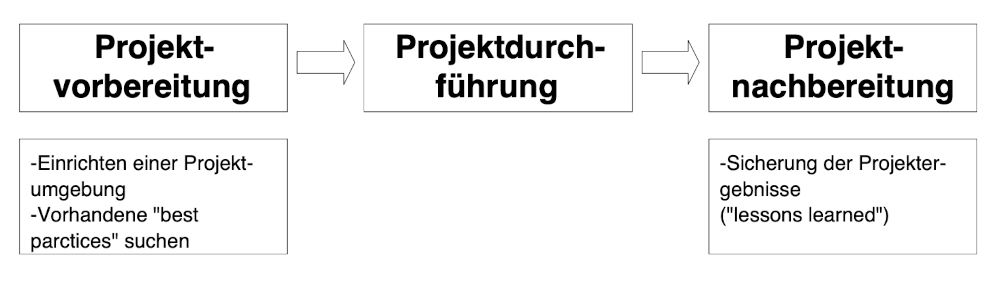 Projekt-
vorbereitung
Projektdurch-
führung
Projekt-
nachbereitung
-Einrichten einer Projekt-
umgebung
-Vorhandene "best
parctices" suchen
-Sicherung der Projekter-
gebnisse
("lessons learned")